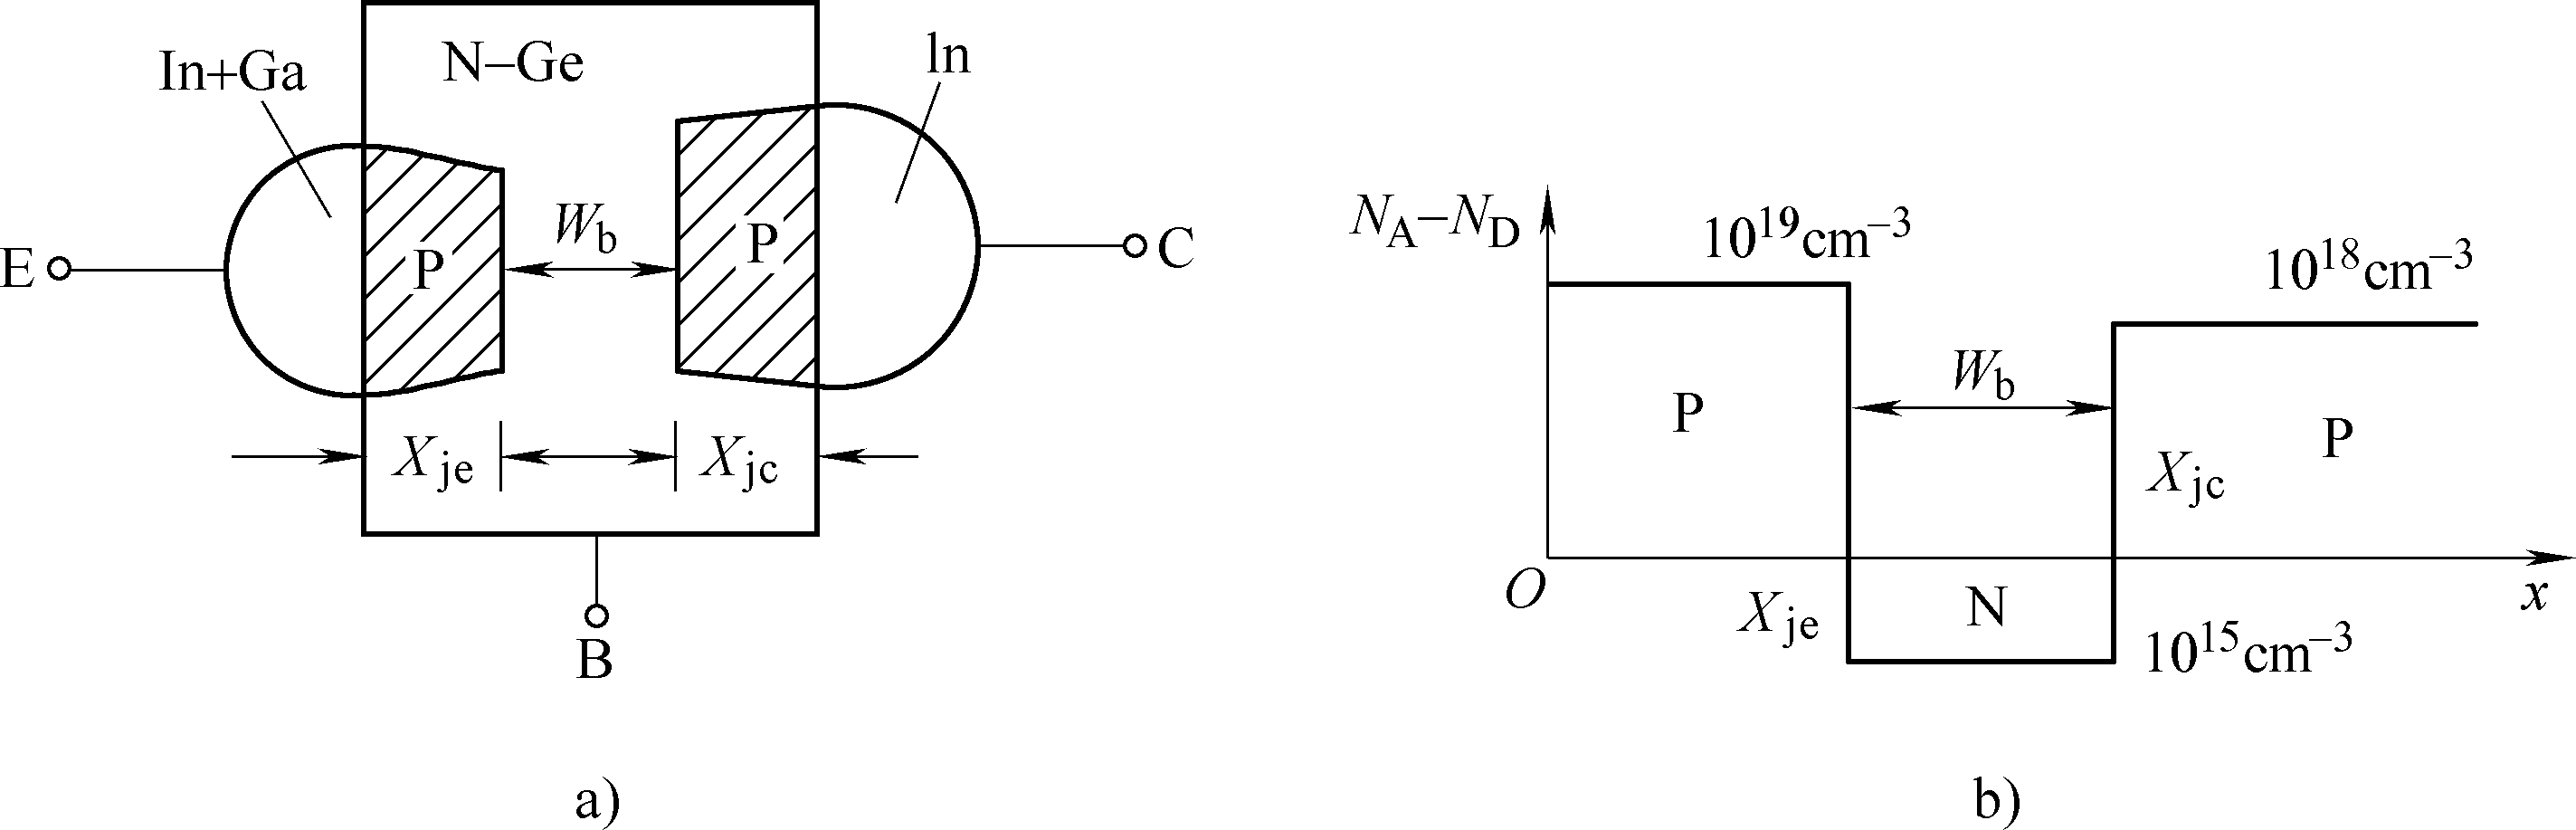 N–Ge
In+Ga
ln
E
P
W_b
P
C
X_je
X_jc
B
a)
N_A–N_D
10^19cm^–3
10^18cm^–3
P
W_b
P
X_jc
O
x
X_je
N
10^15cm^–3
b)